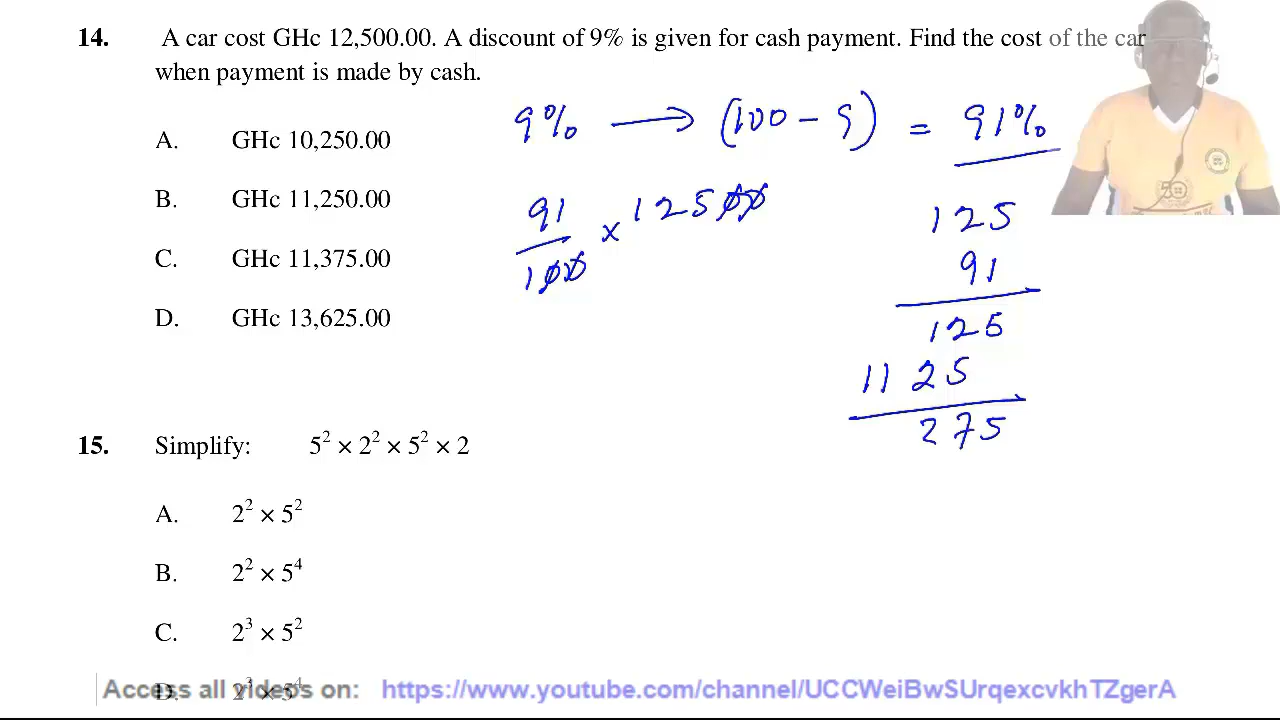 14. A car cost GHc 12,500.00. A discount of 9% is given for cash payment. Find the cost of the car
when payment is made by cash.
9% → (100 - 9) = 91%
A. GHc 10,250.00
B. GHc 11,250.00
C. GHc 11,375.00
D. GHc 13,625.00
91/100 × 12500
125
91
125
1125
275
15. Simplify: 5² × 2² × 5² × 2
A. 2² × 5²
B. 2² × 5⁴
C. 2³ × 5²
D. 2³ × 5⁴
Access all videos on: https://www.youtube.com/channel/UCCWeiBwSUrqexcvkhTZgerA